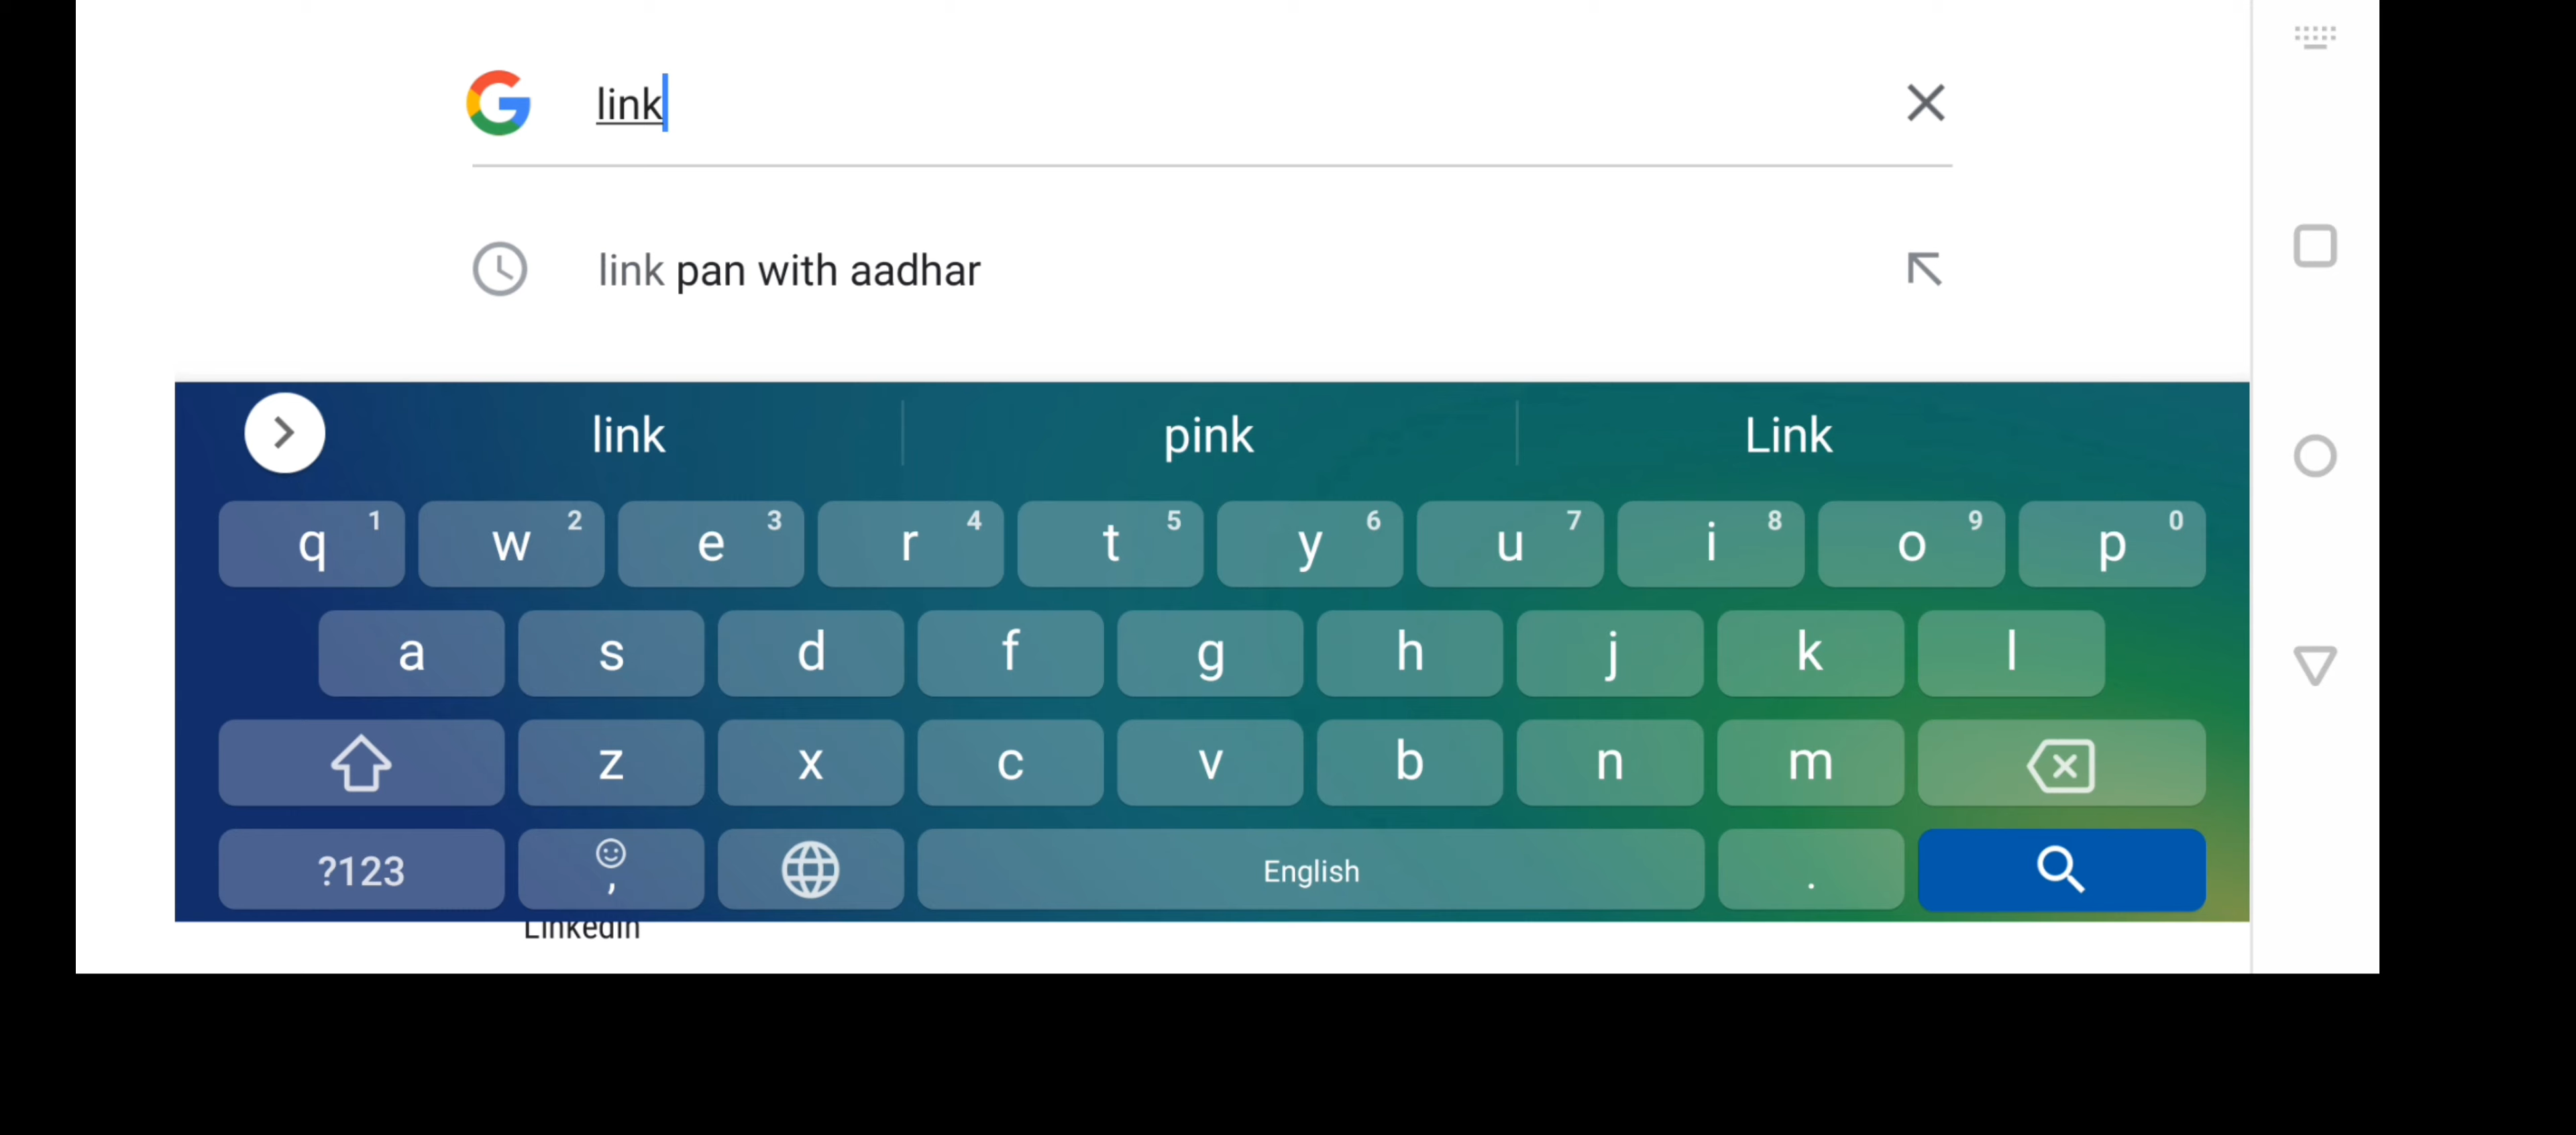 link
link pan with aadhar
link pink Link
q 1 w 2 e 3 r 4 t 5 y 6 u 7 i 8 o 9 p 0
a s d f g h j k l
z x c v b n m
?123 , English .
LinkedIn